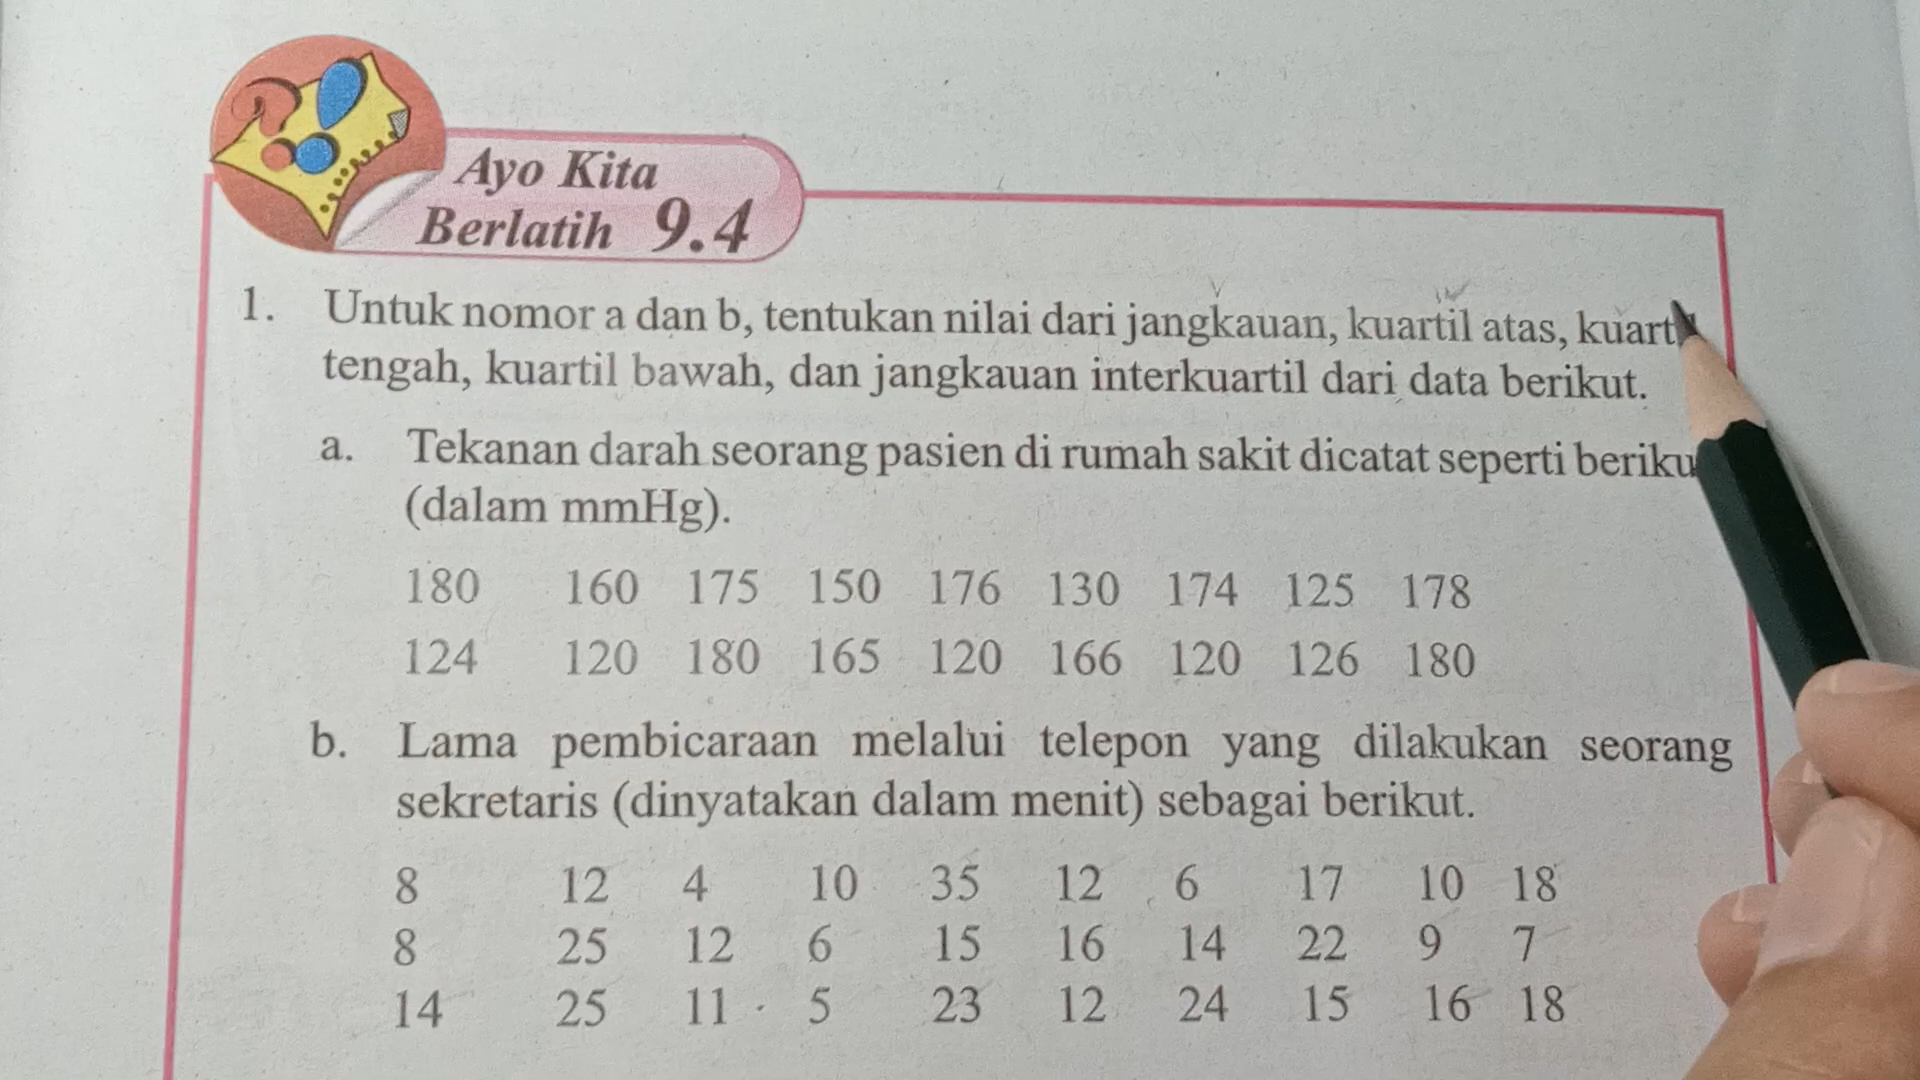 Ayo Kita
Berlatih 9.4
1. Untuk nomor a dan b, tentukan nilai dari jangkauan, kuartil atas,
tengah, kuartil bawah, dan jangkauan interkuartil dari data berikut.
a. Tekanan darah seorang pasien di rumah sakit dicatat seperti
(dalam mmHg).
180 160 175 150 176 130 174 125 178
124 120 180 165 120 166 120 126 180
b. Lama pembicaraan melalui telepon yang dilakukan seorang
sekretaris (dinyatakan dalam menit) sebagai berikut.
8 12 4 10 35 12 6 17 10 18
8 25 12 6 15 16 14 22 9 7
14 25 11 5 23 12 24 15 16 18